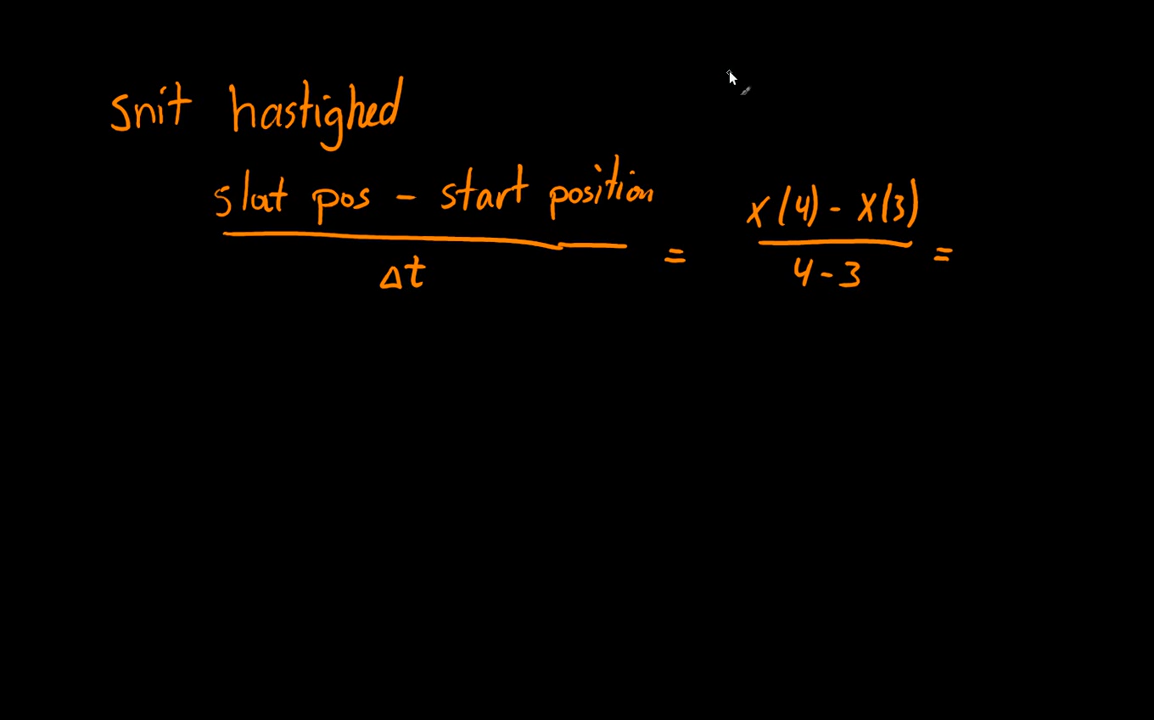 Snit hastighed
slut pos - start position
Δt
=
x(4) - x(3)
4 - 3
=